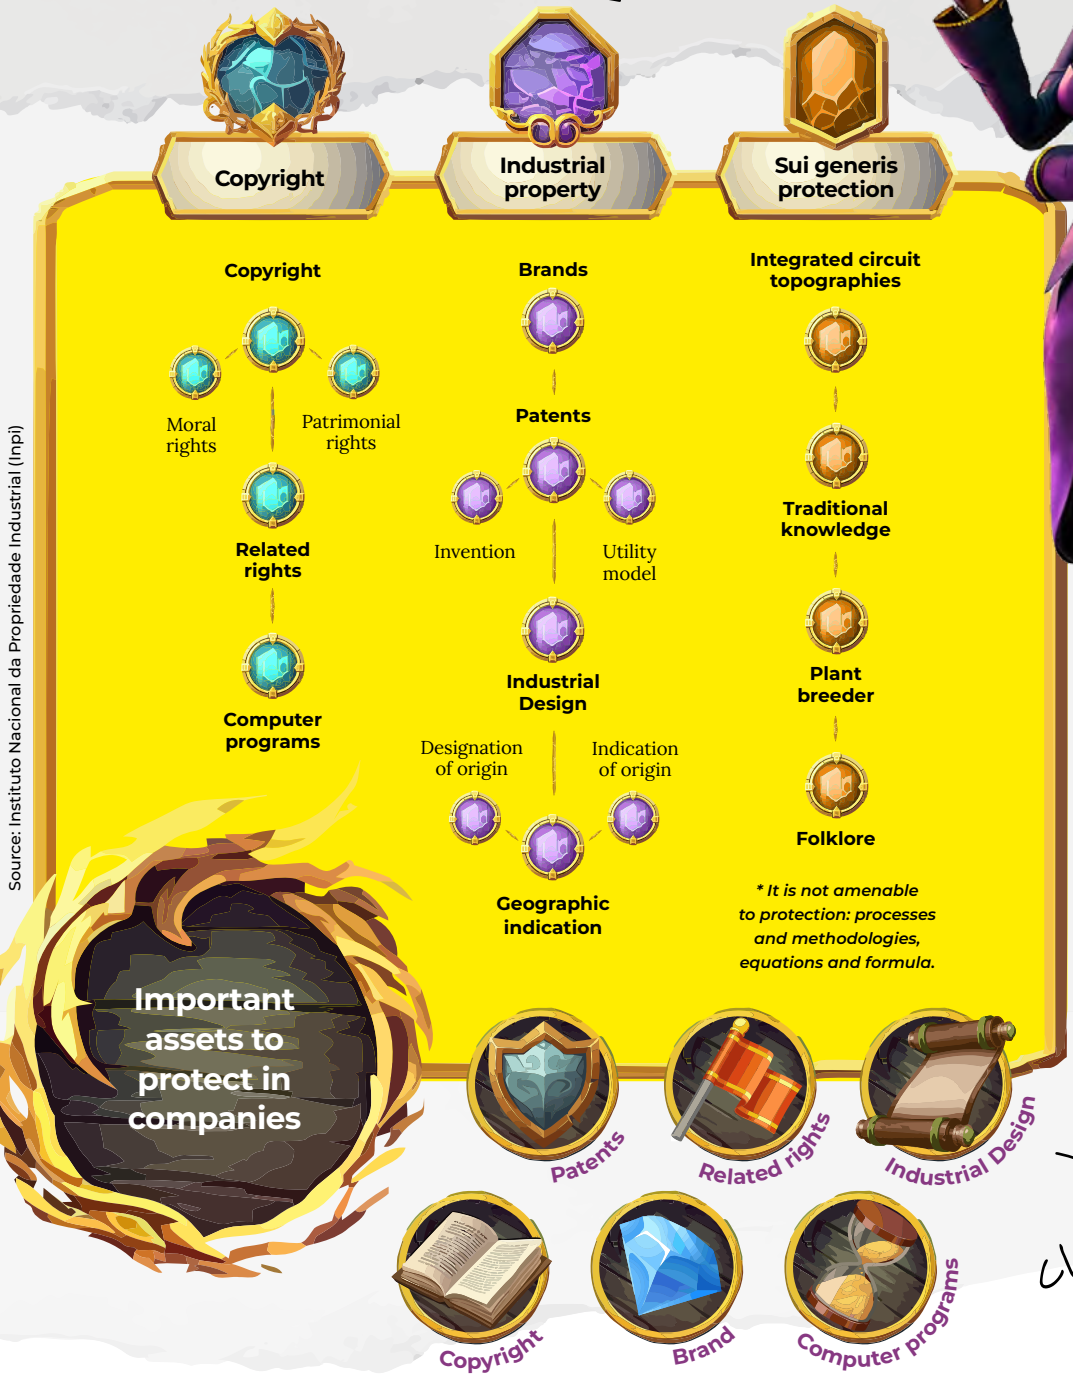 Copyright
Industrial
property
Sui generis
protection
Copyright
Moral
rights
Patrimonial
rights
Related
rights
Computer
programs
Brands
Patents
Invention
Utility
model
Industrial
Design
Designation
of origin
Indication
of origin
Geographic
indication
Integrated circuit
topographies
Traditional
knowledge
Plant
breeder
Folklore
* It is not amenable
to protection: processes
and methodologies,
equations and formula.
Source: Instituto Nacional da Propriedade Industrial (Inpi)
Important
assets to
protect in
companies
Patents
Related rights
Industrial Design
Copyright
Brand
Computer programs